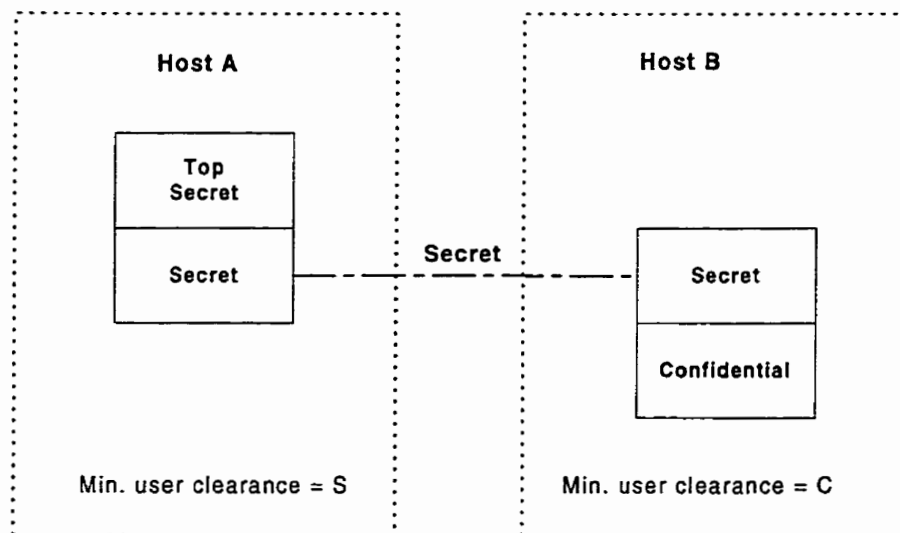 Host A
Host B
Top
Secret
Secret
Secret
Secret
Confidential
Min. user clearance = S
Min. user clearance = C